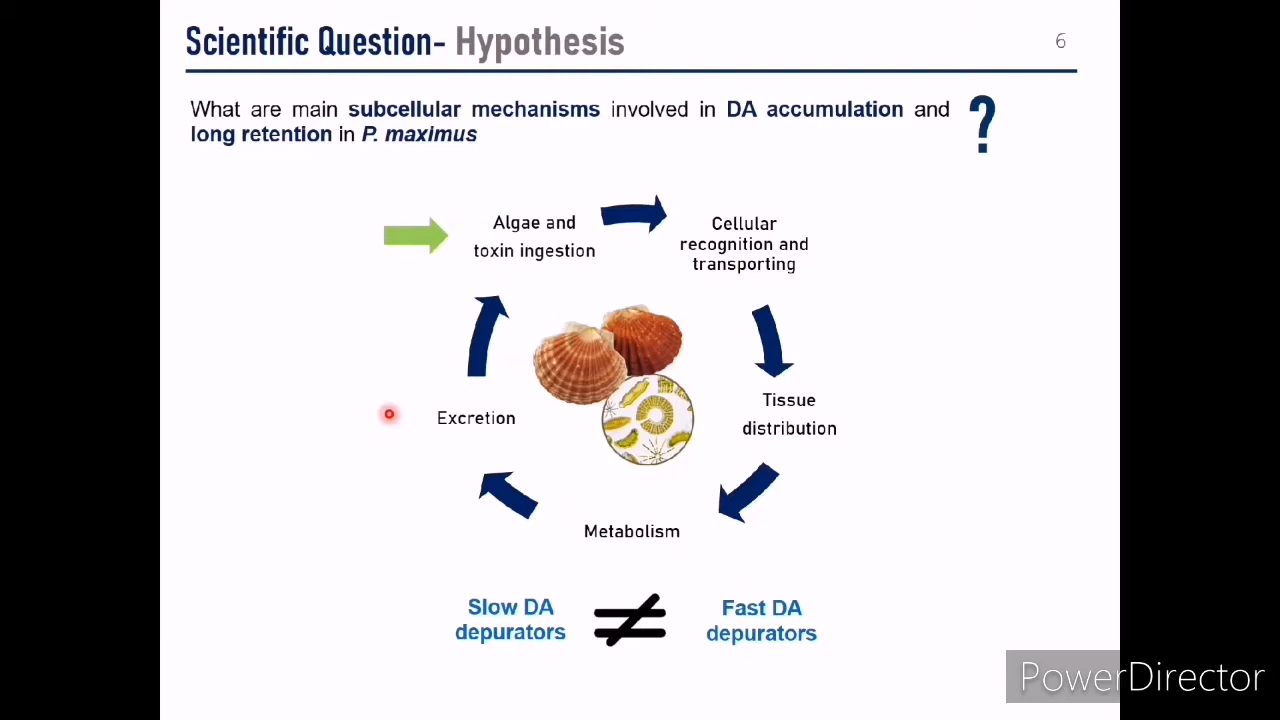 Scientific Question- Hypothesis
6
What are main subcellular mechanisms involved in DA accumulation and
long retention in P. maximus
?
Algae and
toxin ingestion
Cellular
recognition and
transporting
Tissue
distribution
Metabolism
Excretion
Slow DA
depurators
≠
Fast DA
depurators
PowerDirector